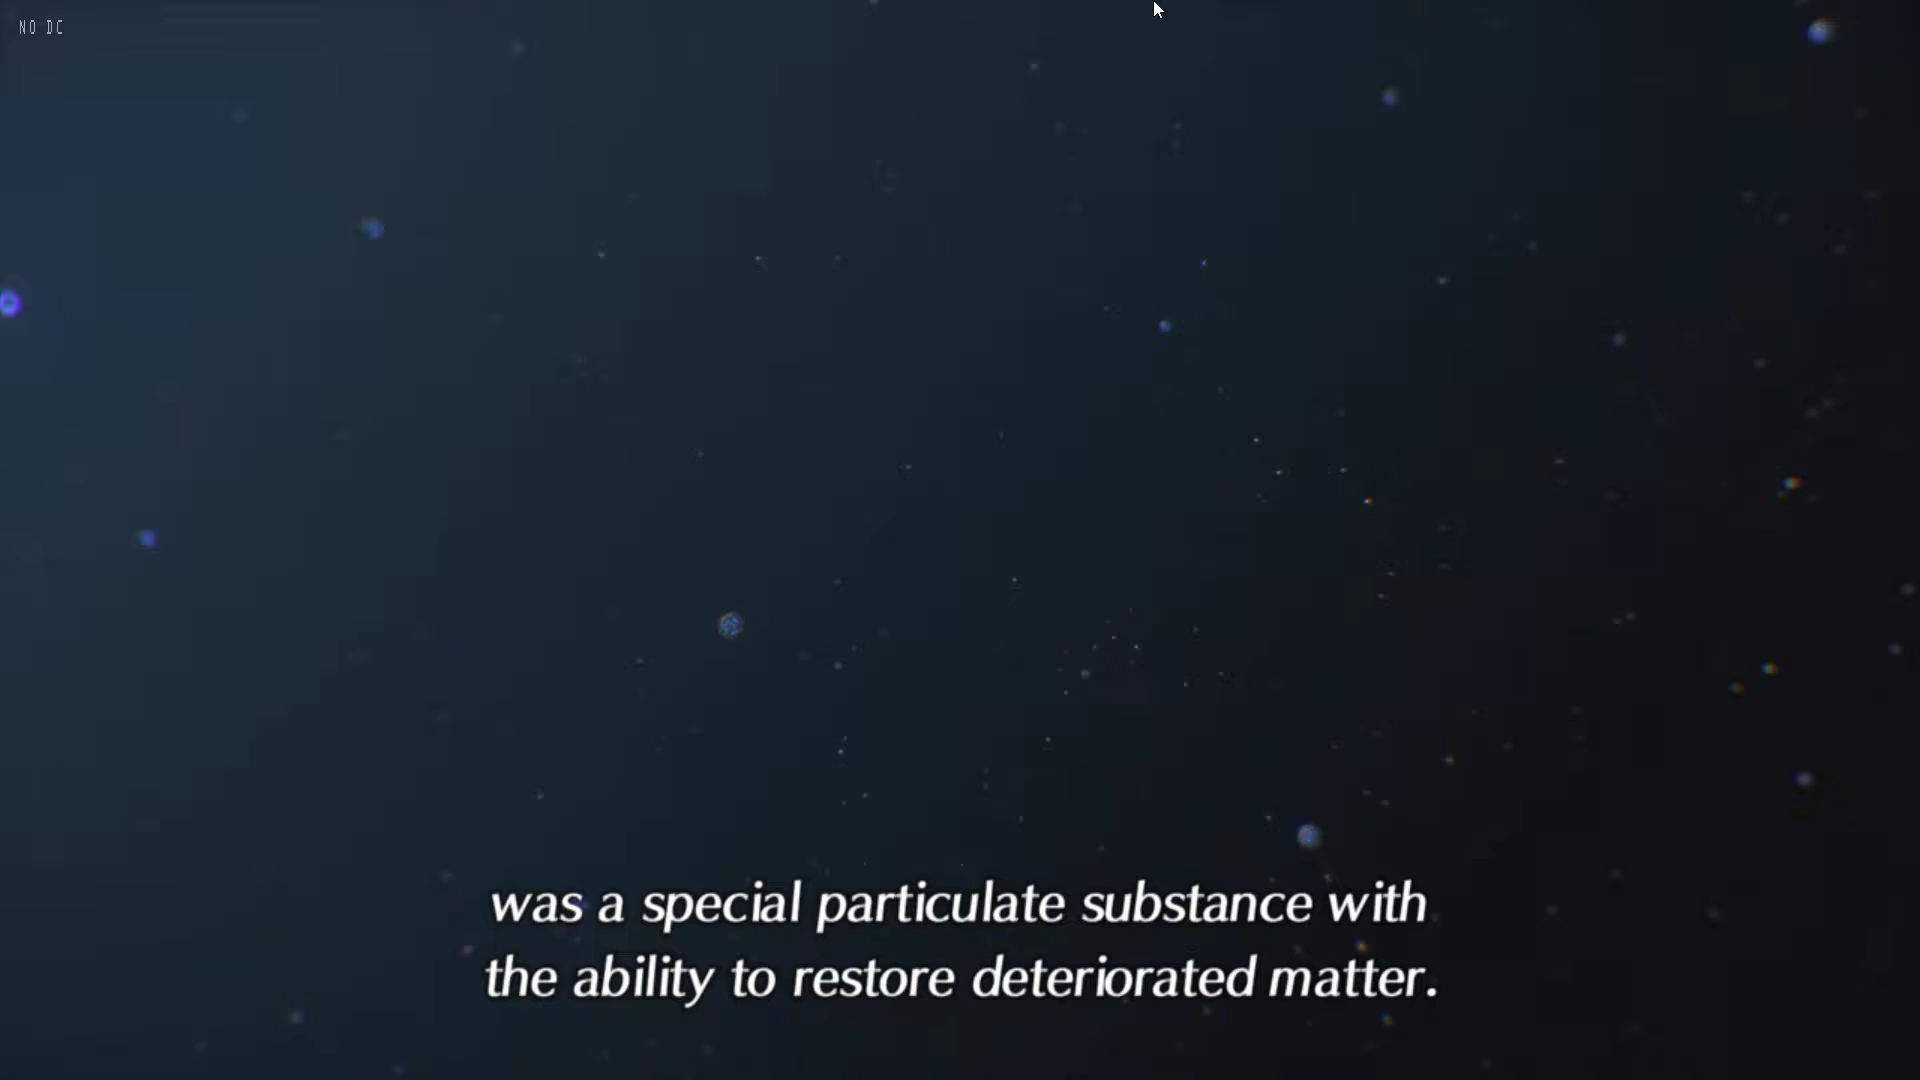 NO DC
was a special particulate substance with
the ability to restore deteriorated matter.